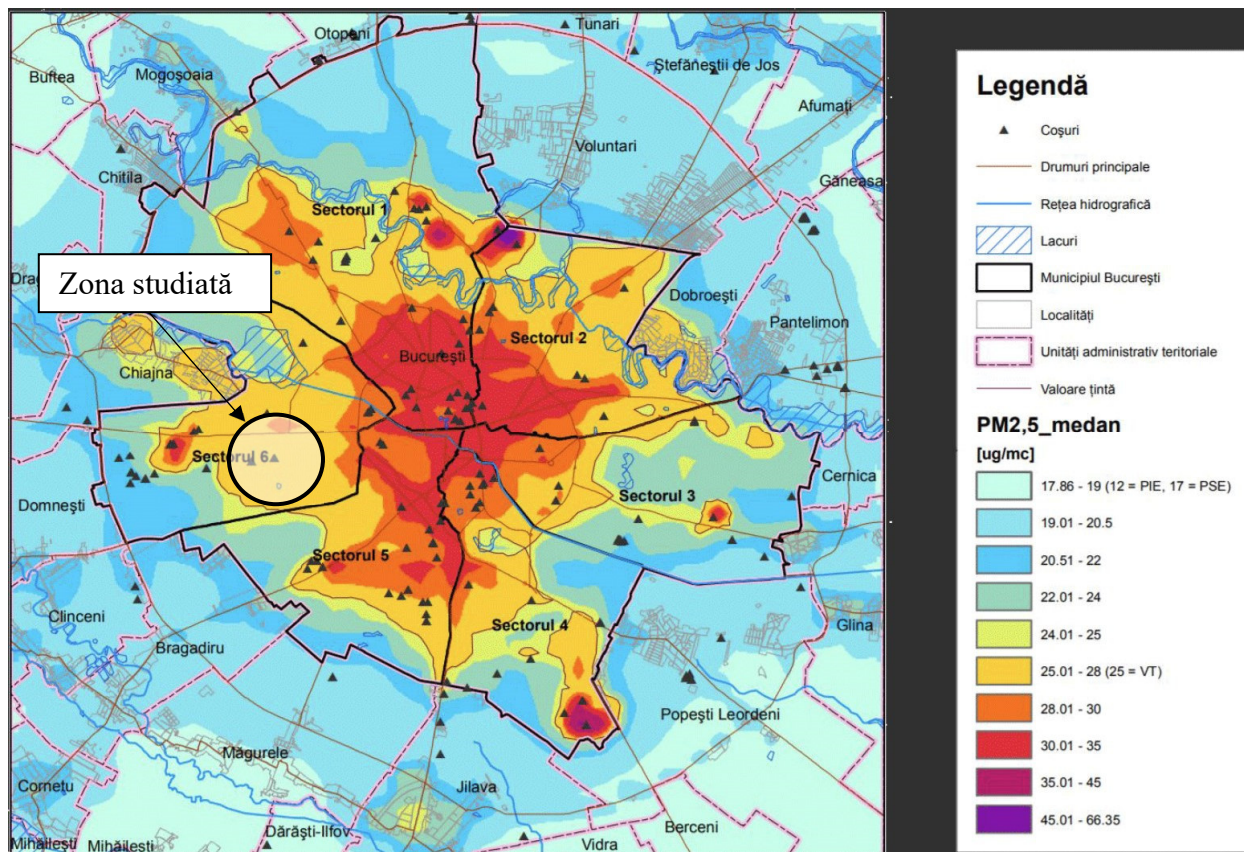 Otopeni
Tunari
Buftea
Mogoșoaia
Ștefăneștii de Jos
Afumați
Voluntari
Chitila
Găneasa
Sectorul 1
Drag
Zona studiată
Dobroești
Pantelimon
Sectorul 2
București
Chiajna
Sectorul 6
Cernica
Domnești
Sectorul 3
Sectorul 5
Clinceni
Sectorul 4
Glina
Bragadiru
Popești Leordeni
Măgurele
Cornetu
Jilava
Dărăști-Ilfov
Berceni
Mihăilești
Mihăilești
Vidra
Legendă
Coșuri
Drumuri principale
Rețea hidrografică
Lacuri
Municipiul București
Localități
Unități administrativ teritoriale
Valoare țintă
PM2,5_medan
[ug/mc]
17.86 - 19 (12 = PIE, 17 = PSE)
19.01 - 20.5
20.51 - 22
22.01 - 24
24.01 - 25
25.01 - 28 (25 = VT)
28.01 - 30
30.01 - 35
35.01 - 45
45.01 - 66.35